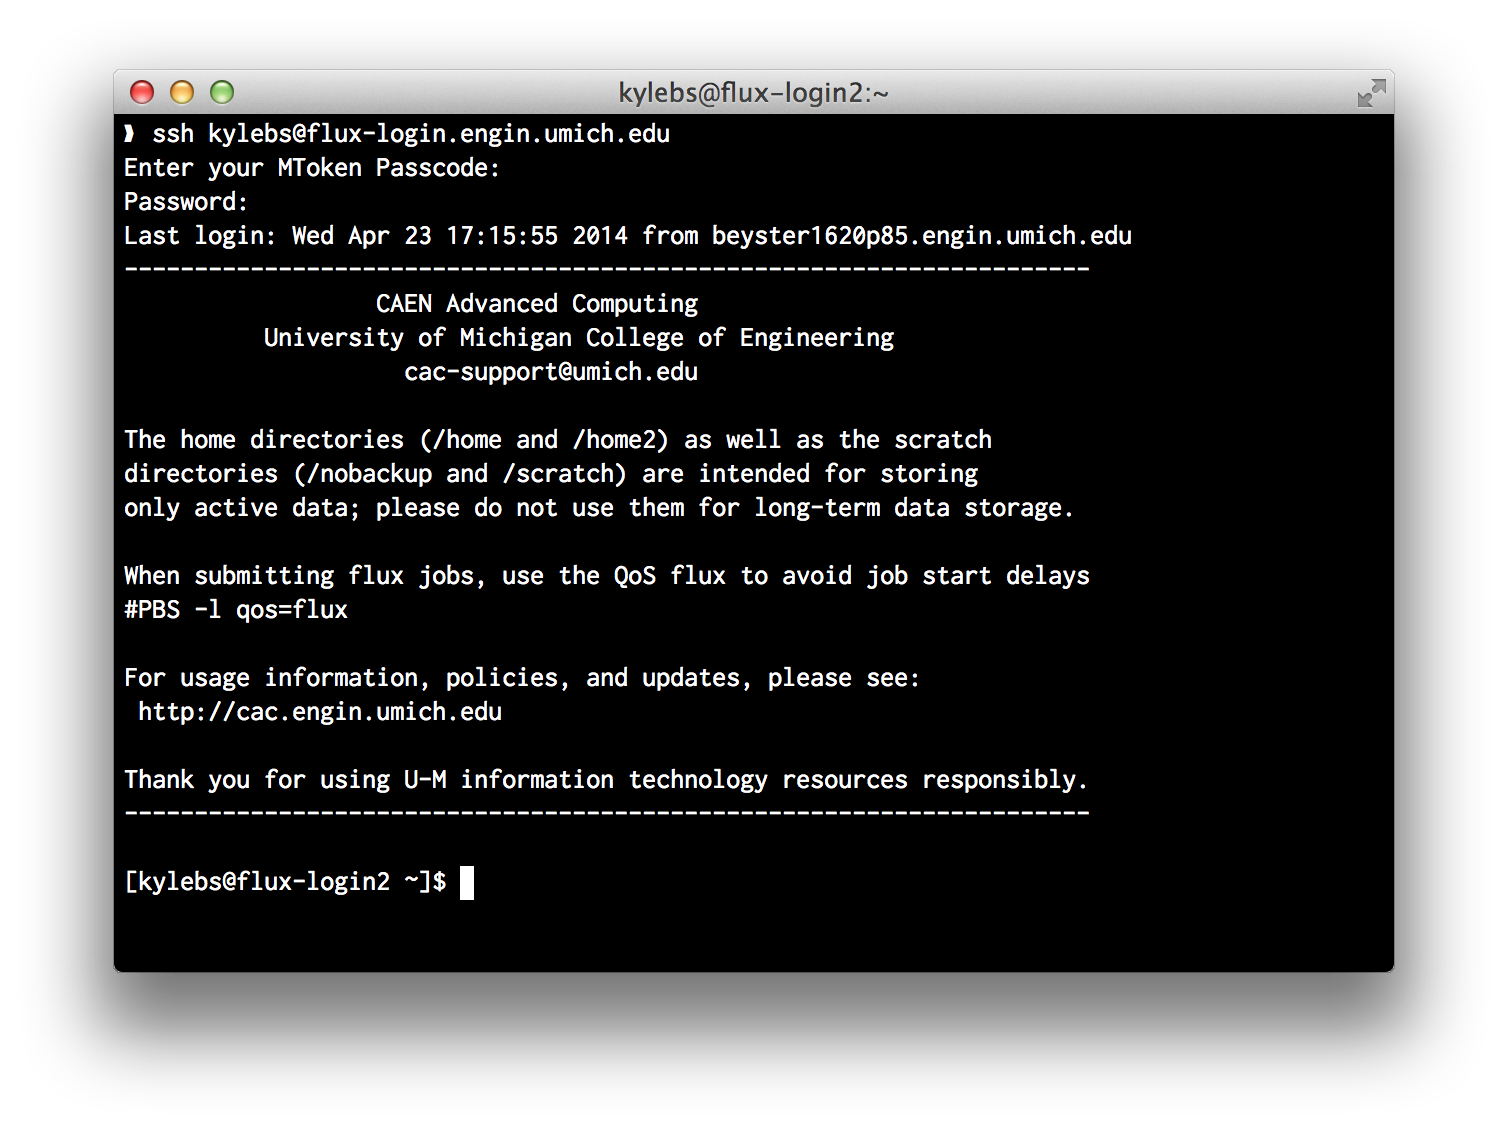 kylebs@flux-login2:~
ssh kylebs@flux-login.engin.umich.edu
Enter your MToken Passcode:
Password:
Last login: Wed Apr 23 17:15:55 2014 from beyster1620p85.engin.umich.edu
---------------------------------------------------------------------
CAEN Advanced Computing
University of Michigan College of Engineering
cac-support@umich.edu
The home directories (/home and /home2) as well as the scratch
directories (/nobackup and /scratch) are intended for storing
only active data; please do not use them for long-term data storage.
When submitting flux jobs, use the QoS flux to avoid job start delays
#PBS -l qos=flux
For usage information, policies, and updates, please see:
http://cac.engin.umich.edu
Thank you for using U-M information technology resources responsibly.
---------------------------------------------------------------------
[kylebs@flux-login2 ~]$